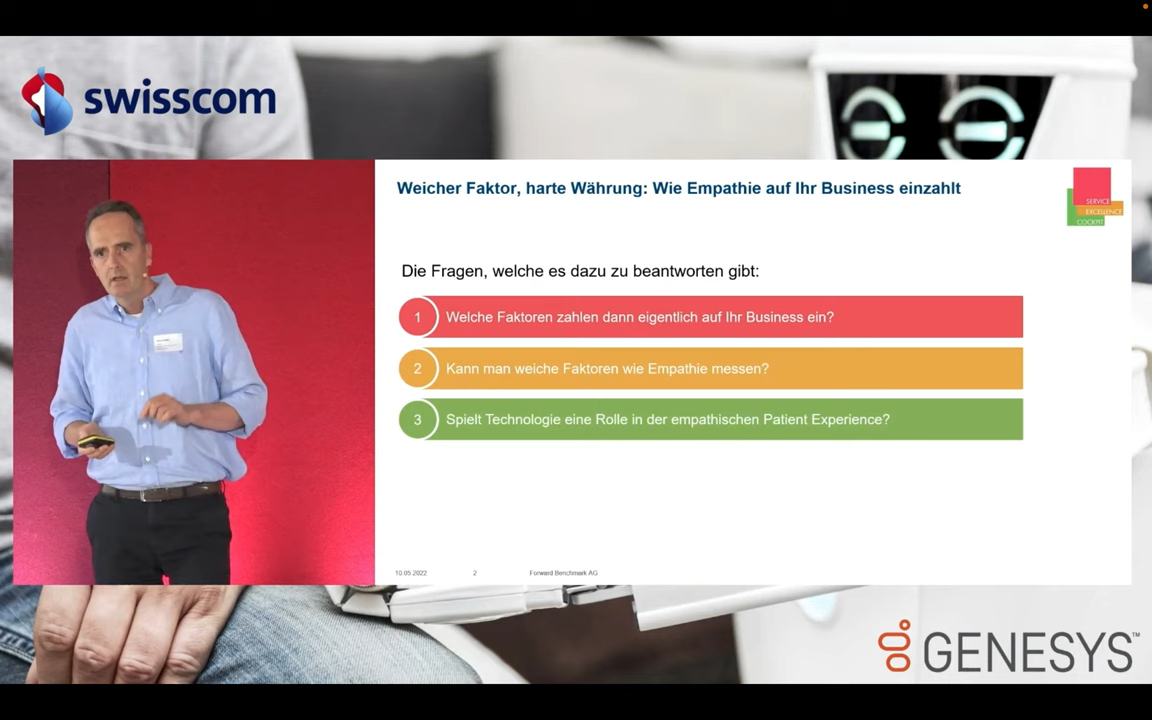 swisscom
Weicher Faktor, harte Währung: Wie Empathie auf Ihr Business einzahlt
SERVICE
EXCELLENCE
COCKPIT
Die Fragen, welche es dazu zu beantworten gibt:
1 Welche Faktoren zahlen dann eigentlich auf Ihr Business ein?
2 Kann man weiche Faktoren wie Empathie messen?
3 Spielt Technologie eine Rolle in der empathischen Patient Experience?
10.05.2022 2 Forward Benchmark AG
GENESYS™